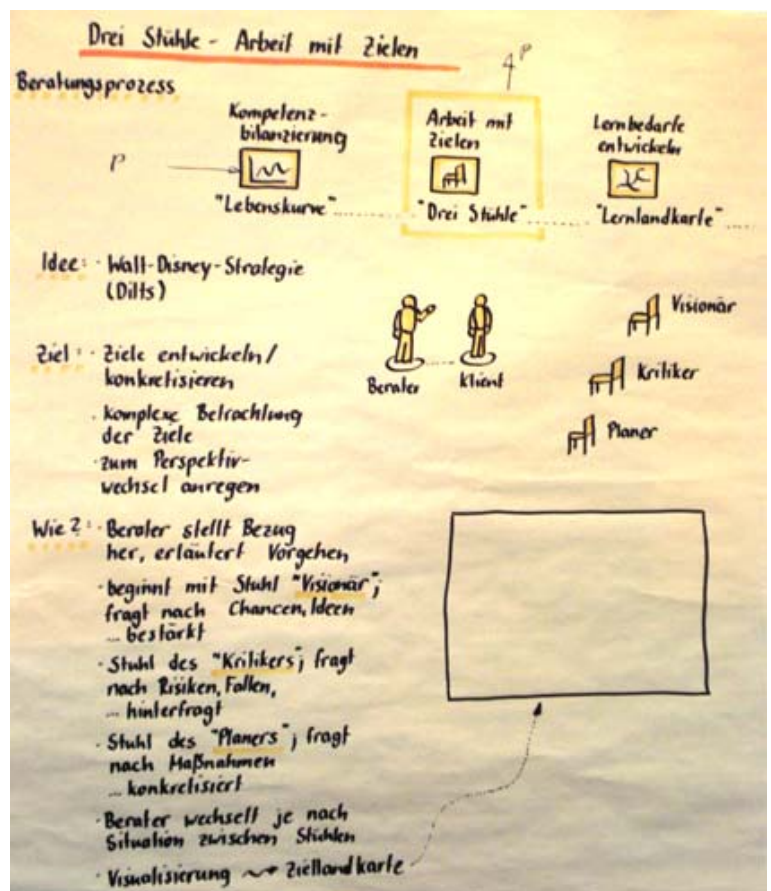 Drei Stühle - Arbeit mit Zielen
P
Beratungsprozess
Kompetenz-
bilanzierung
"Lebenskurve"
Arbeit mit
Zielen
"Drei Stühle"
Lernbedarfe
entwickeln
"Lernlandkarte"
P
Idee: · Walt-Disney-Strategie
(Dilts)
Ziel: · Ziele entwickeln/
konkretisieren
· komplexe Betrachtung
der Ziele
· zum Perspektiv-
wechsel anregen
Berater
Klient
Visionär
Kritiker
Planer
Wie?: · Berater stellt Bezug
her, erläutert Vorgehen
· beginnt mit Stuhl "Visionär";
fragt nach Chancen, Ideen
... bestärkt
· Stuhl des "Kritikers"; fragt
nach Risiken, Fallen,
... hinterfragt
· Stuhl des "Planers"; fragt
nach Maßnahmen
... konkretisiert
· Berater wechselt je nach
Situation zwischen Stühlen
· Visualisierung Ziellandkarte